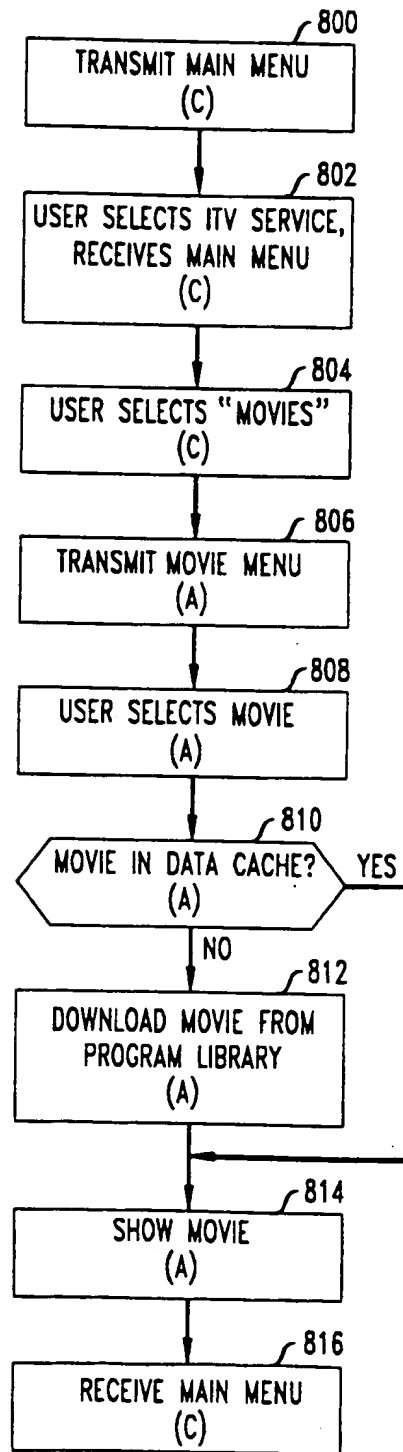 800
TRANSMIT MAIN MENU
(C)
802
USER SELECTS ITV SERVICE,
RECEIVES MAIN MENU
(C)
804
USER SELECTS "MOVIES"
(C)
806
TRANSMIT MOVIE MENU
(A)
808
USER SELECTS MOVIE
(A)
810
MOVIE IN DATA CACHE?
(A)
YES
NO
812
DOWNLOAD MOVIE FROM
PROGRAM LIBRARY
(A)
814
SHOW MOVIE
(A)
816
RECEIVE MAIN MENU
(C)